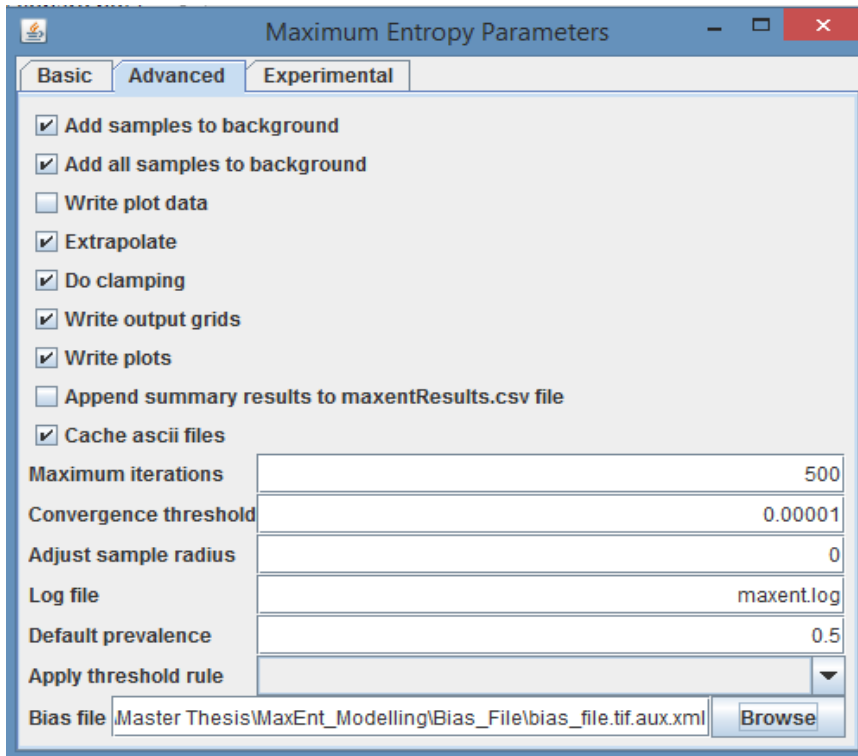 Maximum Entropy Parameters
Basic Advanced Experimental
Add samples to background
Add all samples to background
Write plot data
Extrapolate
Do clamping
Write output grids
Write plots
Append summary results to maxentResults.csv file
Cache ascii files
Maximum iterations 500
Convergence threshold 0.00001
Adjust sample radius 0
Log file maxent.log
Default prevalence 0.5
Apply threshold rule
Bias file \Master Thesis\MaxEnt_Modelling\Bias_File\bias_file.tif.aux.xml Browse